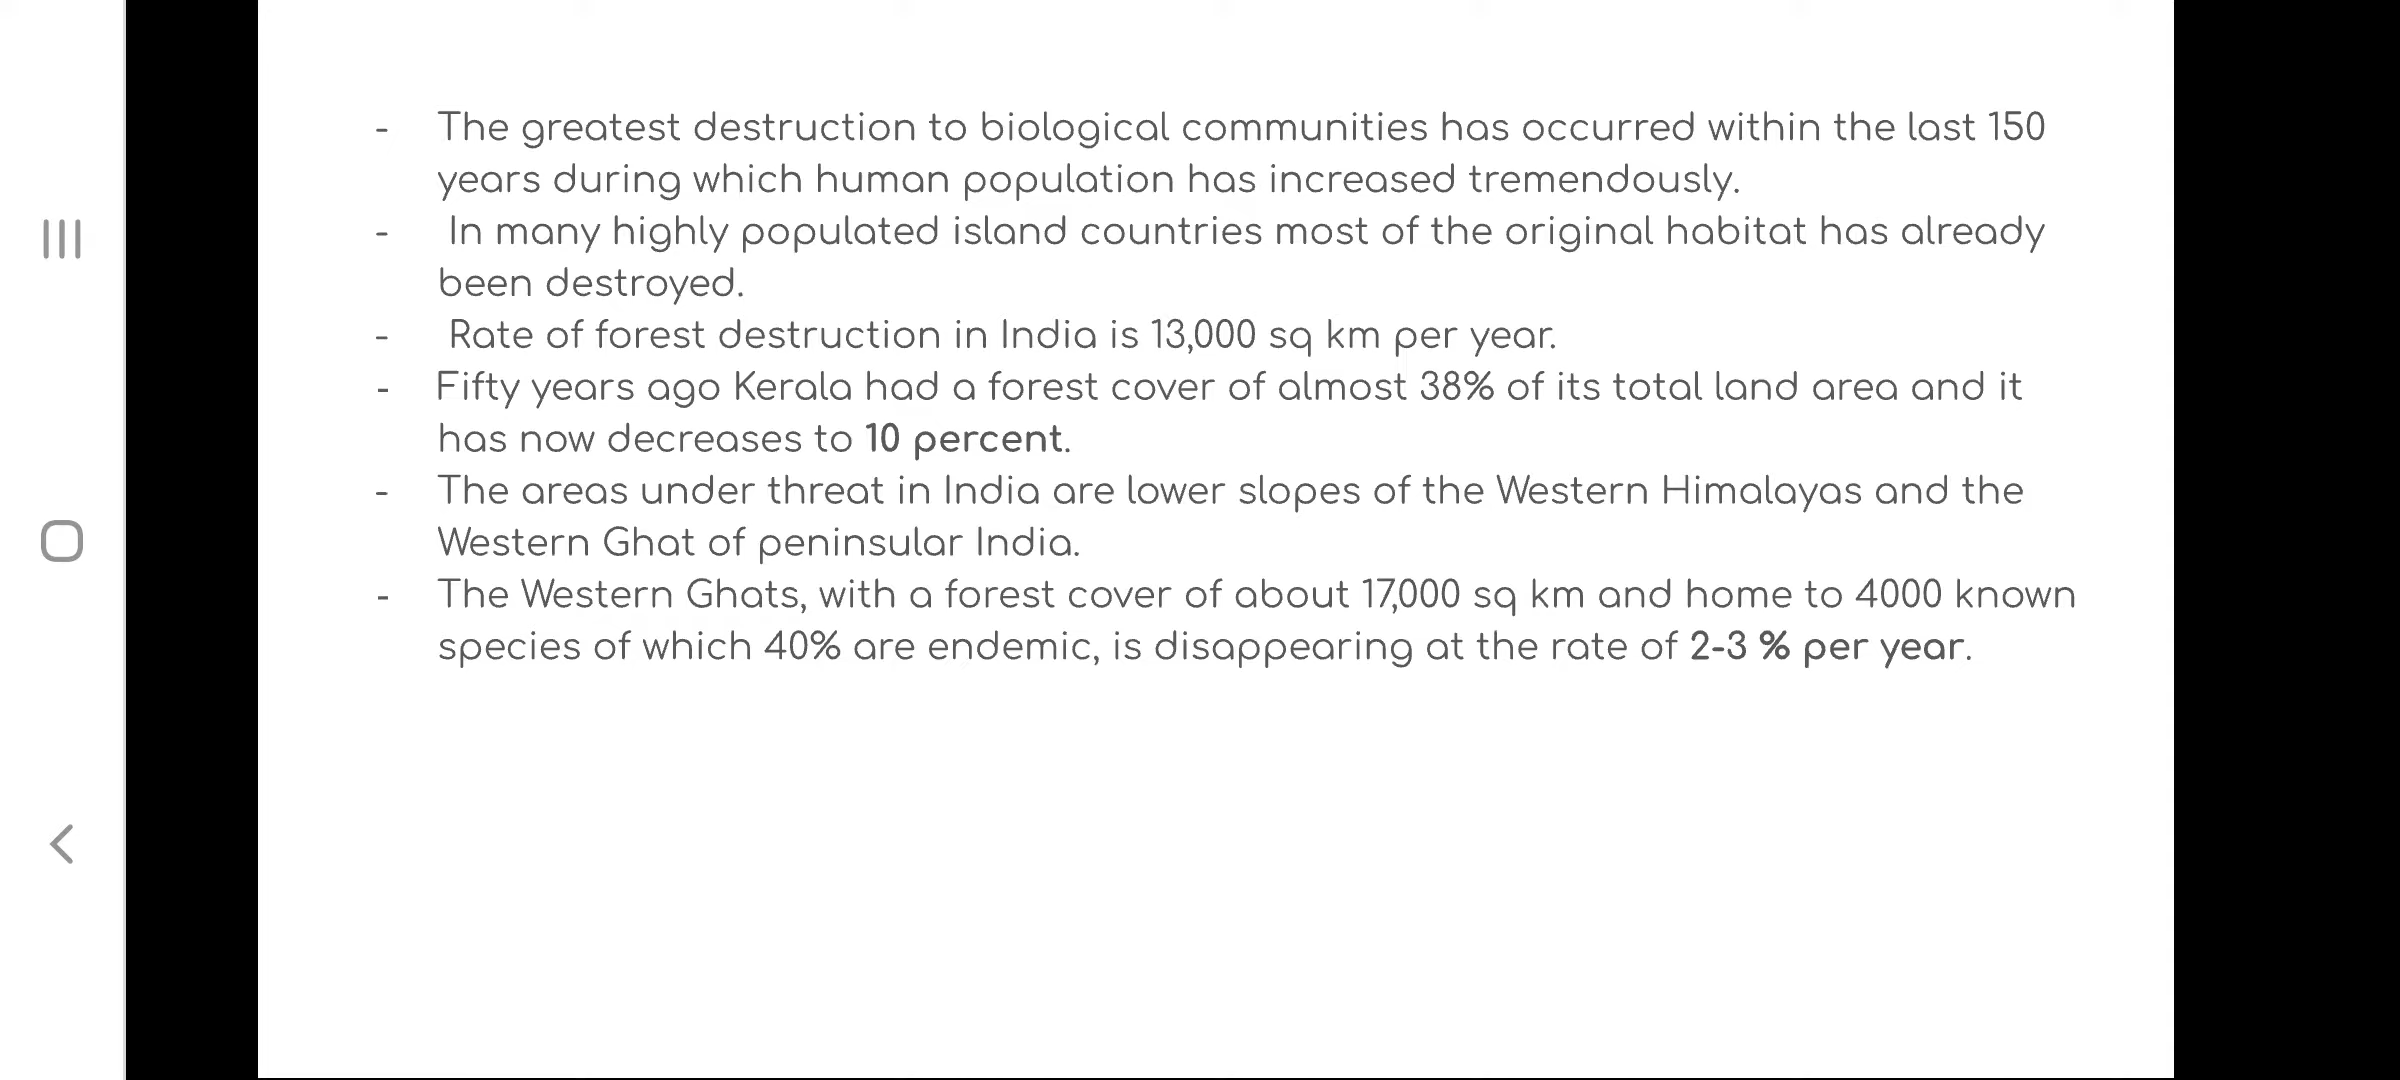 - The greatest destruction to biological communities has occurred within the last 150
years during which human population has increased tremendously.
- In many highly populated island countries most of the original habitat has already
been destroyed.
- Rate of forest destruction in India is 13,000 sq km per year.
- Fifty years ago Kerala had a forest cover of almost 38% of its total land area and it
has now decreases to 10 percent.
- The areas under threat in India are lower slopes of the Western Himalayas and the
Western Ghat of peninsular India.
- The Western Ghats, with a forest cover of about 17,000 sq km and home to 4000 known
species of which 40% are endemic, is disappearing at the rate of 2-3 % per year.